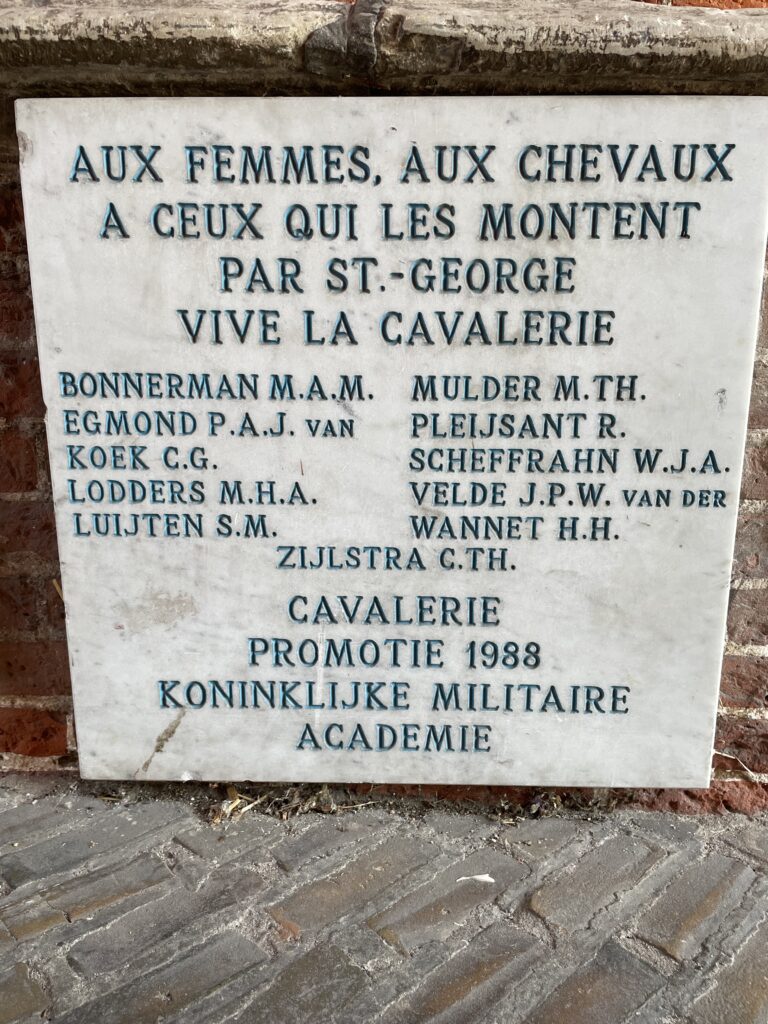 AUX FEMMES, AUX CHEVAUX
A CEUX QUI LES MONTENT
PAR ST.-GEORGE
VIVE LA CAVALERIE
BONNERMAN M.A.M.
EGMOND P.A.J. VAN
KOEK C.G.
LODDERS M.H.A.
LUIJTEN S.M.
MULDER M.TH.
PLEIJSANT R.
SCHEFFRAHN W.J.A.
VELDE J.P.W. VAN DER
WANNET H.H.
ZIJLSTRA C.TH.
CAVALERIE
PROMOTIE 1988
KONINKLIJKE MILITAIRE
ACADEMIE